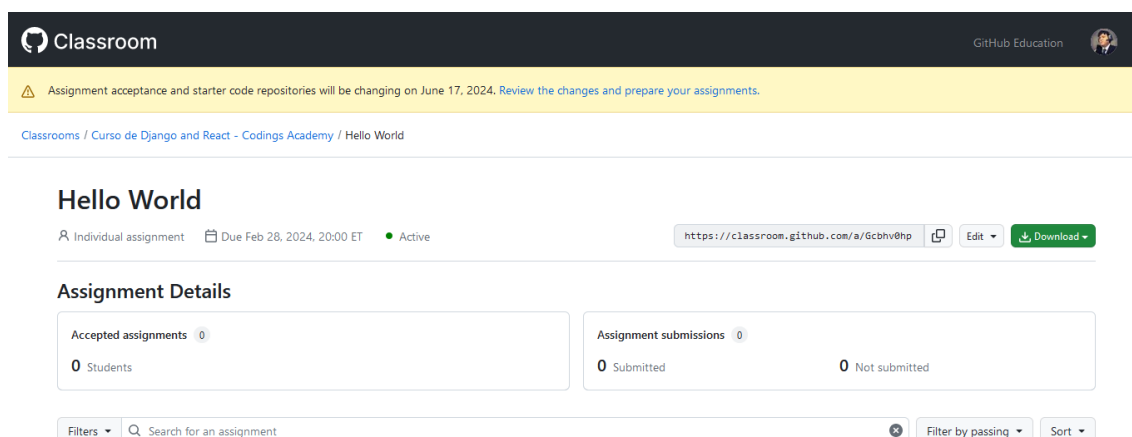 Classroom
GitHub Education
Assignment acceptance and starter code repositories will be changing on June 17, 2024. Review the changes and prepare your assignments.
Classrooms / Curso de Django and React - Codings Academy / Hello World
Hello World
Individual assignment Due Feb 28, 2024, 20:00 ET Active
https://classroom.github.com/a/Gcbhv0hp Edit Download
Assignment Details
Accepted assignments 0
0 Students
Assignment submissions 0
0 Submitted 0 Not submitted
Filters Search for an assignment Filter by passing Sort